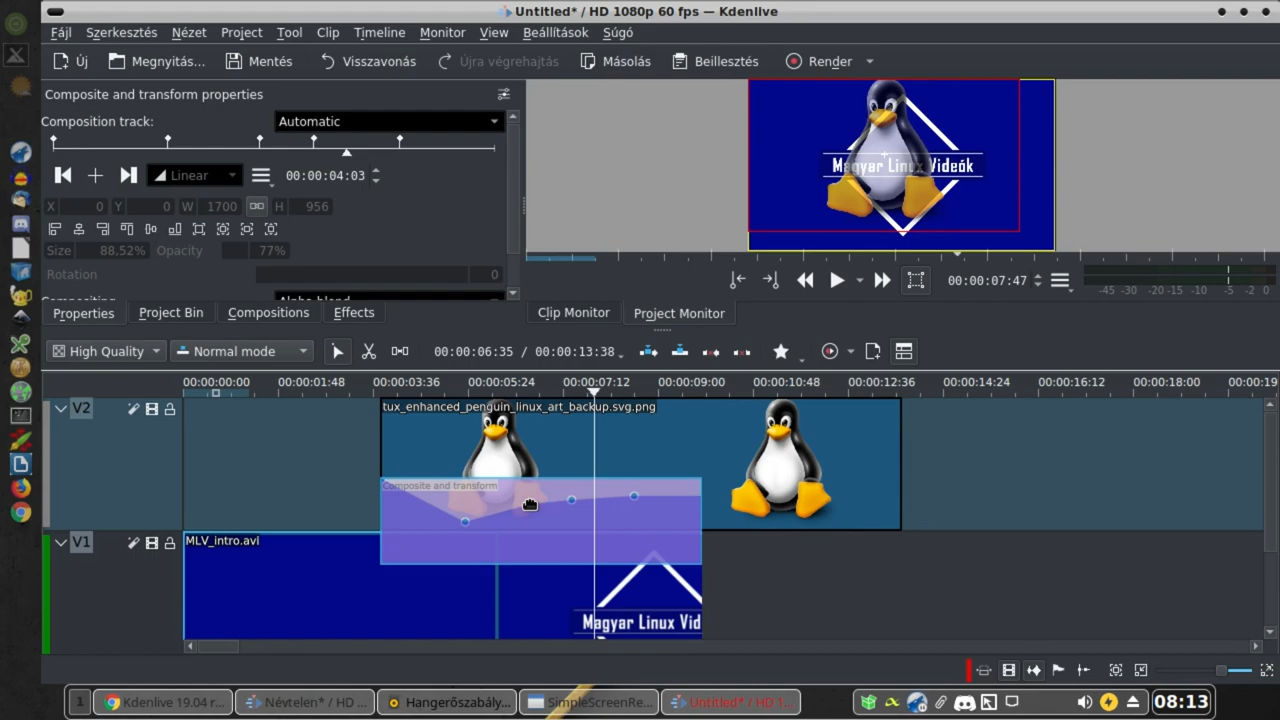 Untitled* / HD 1080p 60 fps — Kdenlive
Fájl Szerkesztés Nézet Project Tool Clip Timeline Monitor View Beállítások Súgó
Új Megnyitás... Mentés Visszavonás Újra végrehajtás Másolás Beillesztés Render
Composite and transform properties
Composition track: Automatic
Linear 00:00:04:03
X 0 Y 0 W 1700 H 956
Size 88,52% Opacity 77%
Rotation 0
Magyar Linux Videók
00:00:07:47
-45 -30 -20 -15 -10 -5 -2 0
Properties Project Bin Compositions Effects
Clip Monitor Project Monitor
High Quality Normal mode 00:00:06:35 / 00:00:13:38
00:00:00:00 00:00:01:48 00:00:03:36 00:00:05:24 00:00:07:12 00:00:09:00 00:00:10:48 00:00:12:36 00:00:14:24 00:00:16:12 00:00:18:00 00:00:19
V2
tux_enhanced_penguin_linux_art_backup.svg.png
Composite and transform
V1
MLV_intro.avi
Magyar Linux Vid
1 Kdenlive 19.04 r... Névtelen* / HD ... Hangerőszabály... SimpleScreenRe... Untitled* / HD 1... 08:13